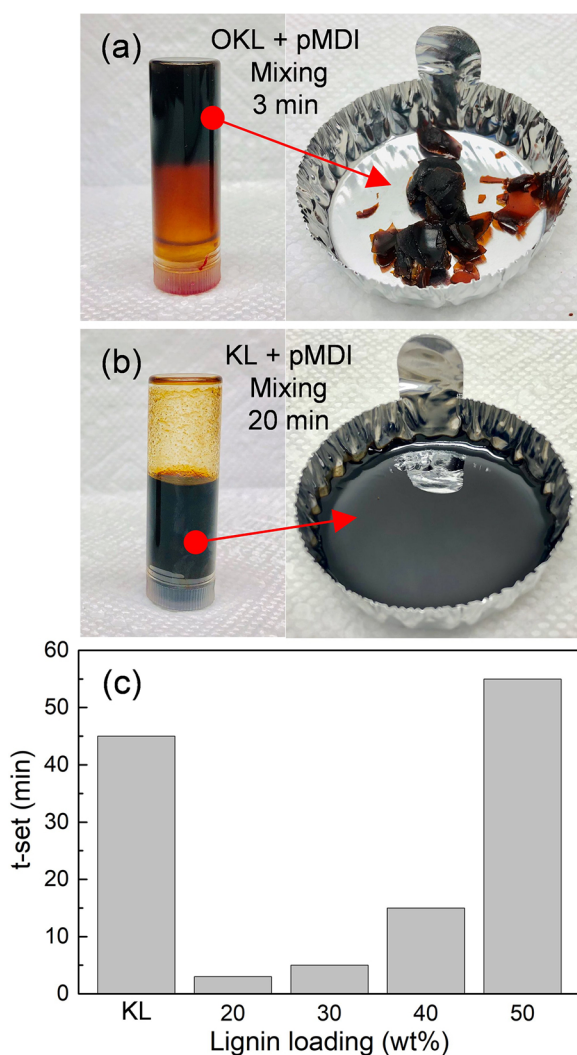 (a)
OKL + pMDI
Mixing
3 min
(b)
KL + pMDI
Mixing
20 min
(c)
60
50
40
30
20
10
0
t-set (min)
KL 20 30 40 50
Lignin loading (wt%)